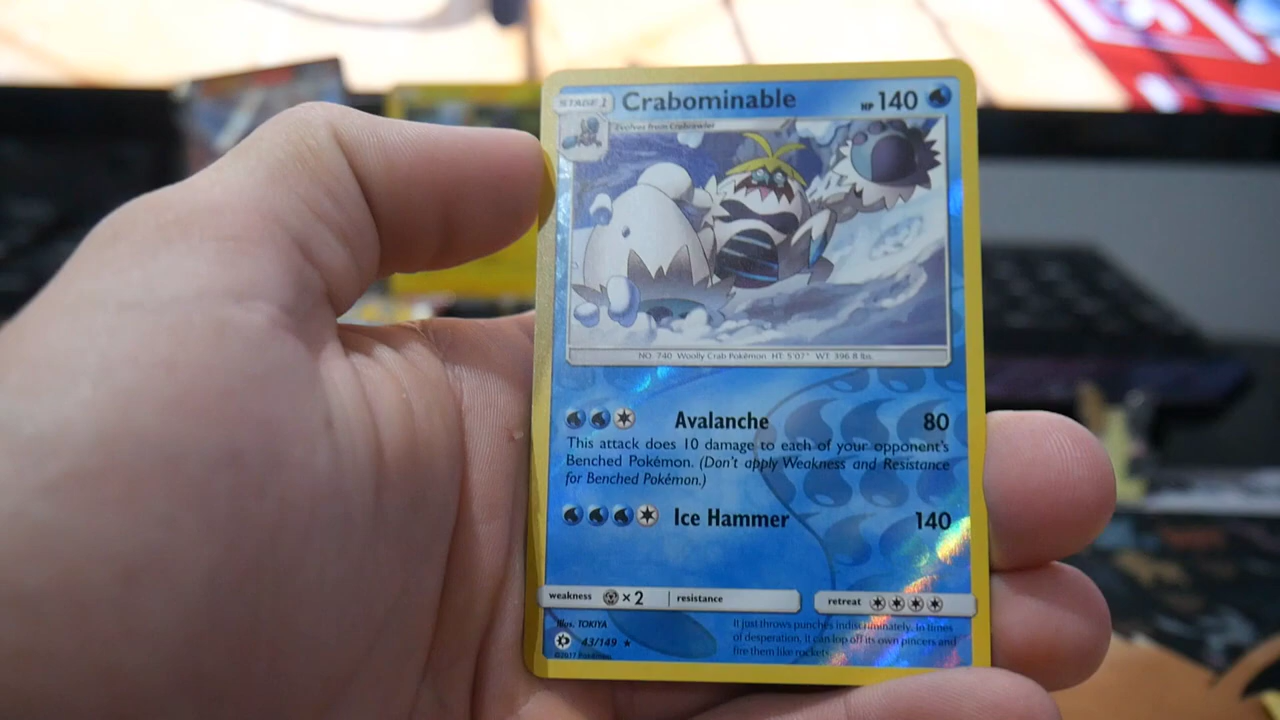 STAGE 1
Crabominable
HP 140
Evolves from Crabrawler
NO. 740 Woolly Crab Pokémon HT: 5'07" WT: 396.8 lbs.
Avalanche 80
This attack does 10 damage to each of your opponent's
Benched Pokémon. (Don't apply Weakness and Resistance
for Benched Pokémon.)
Ice Hammer 140
weakness ×2 resistance
retreat
Illus. TOKIYA
43/149 ★
©2017 Pokémon
It just throws punches indiscriminately. In times
of desperation, it can lop off its own pincers and
fire them like rockets.